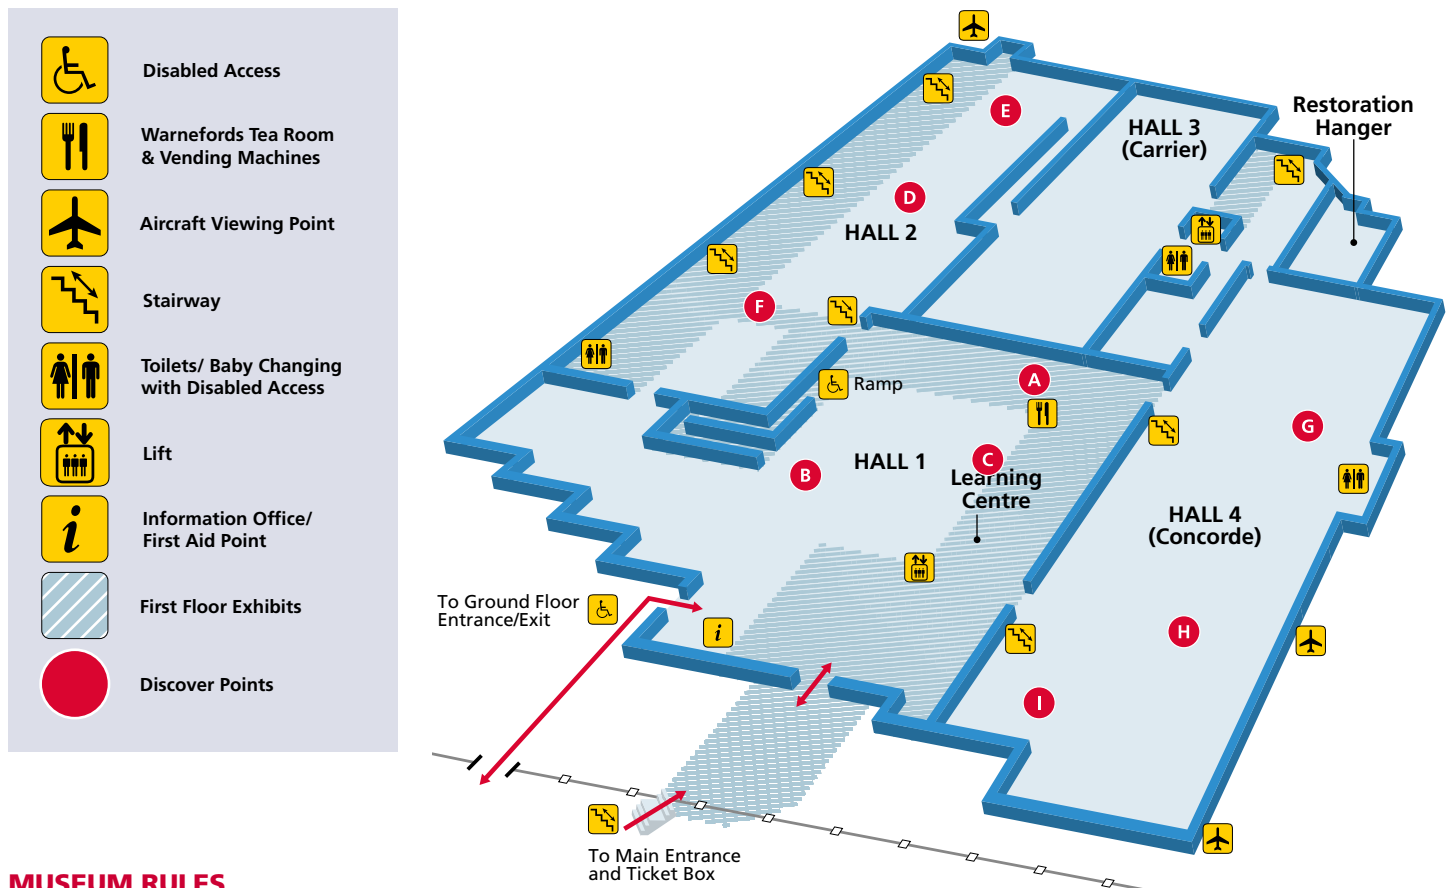 Disabled Access
Warnefords Tea Room
& Vending Machines
Aircraft Viewing Point
Stairway
Toilets/ Baby Changing
with Disabled Access
Lift
i
Information Office/
First Aid Point
First Floor Exhibits
Discover Points
E
HALL 3
(Carrier)
Restoration
Hanger
D
HALL 2
F
A
Ramp
G
B
HALL 1
C
Learning
Centre
HALL 4
(Concorde)
To Ground Floor
Entrance/Exit
i
H
I
To Main Entrance
and Ticket Box
MUSEUM RULES